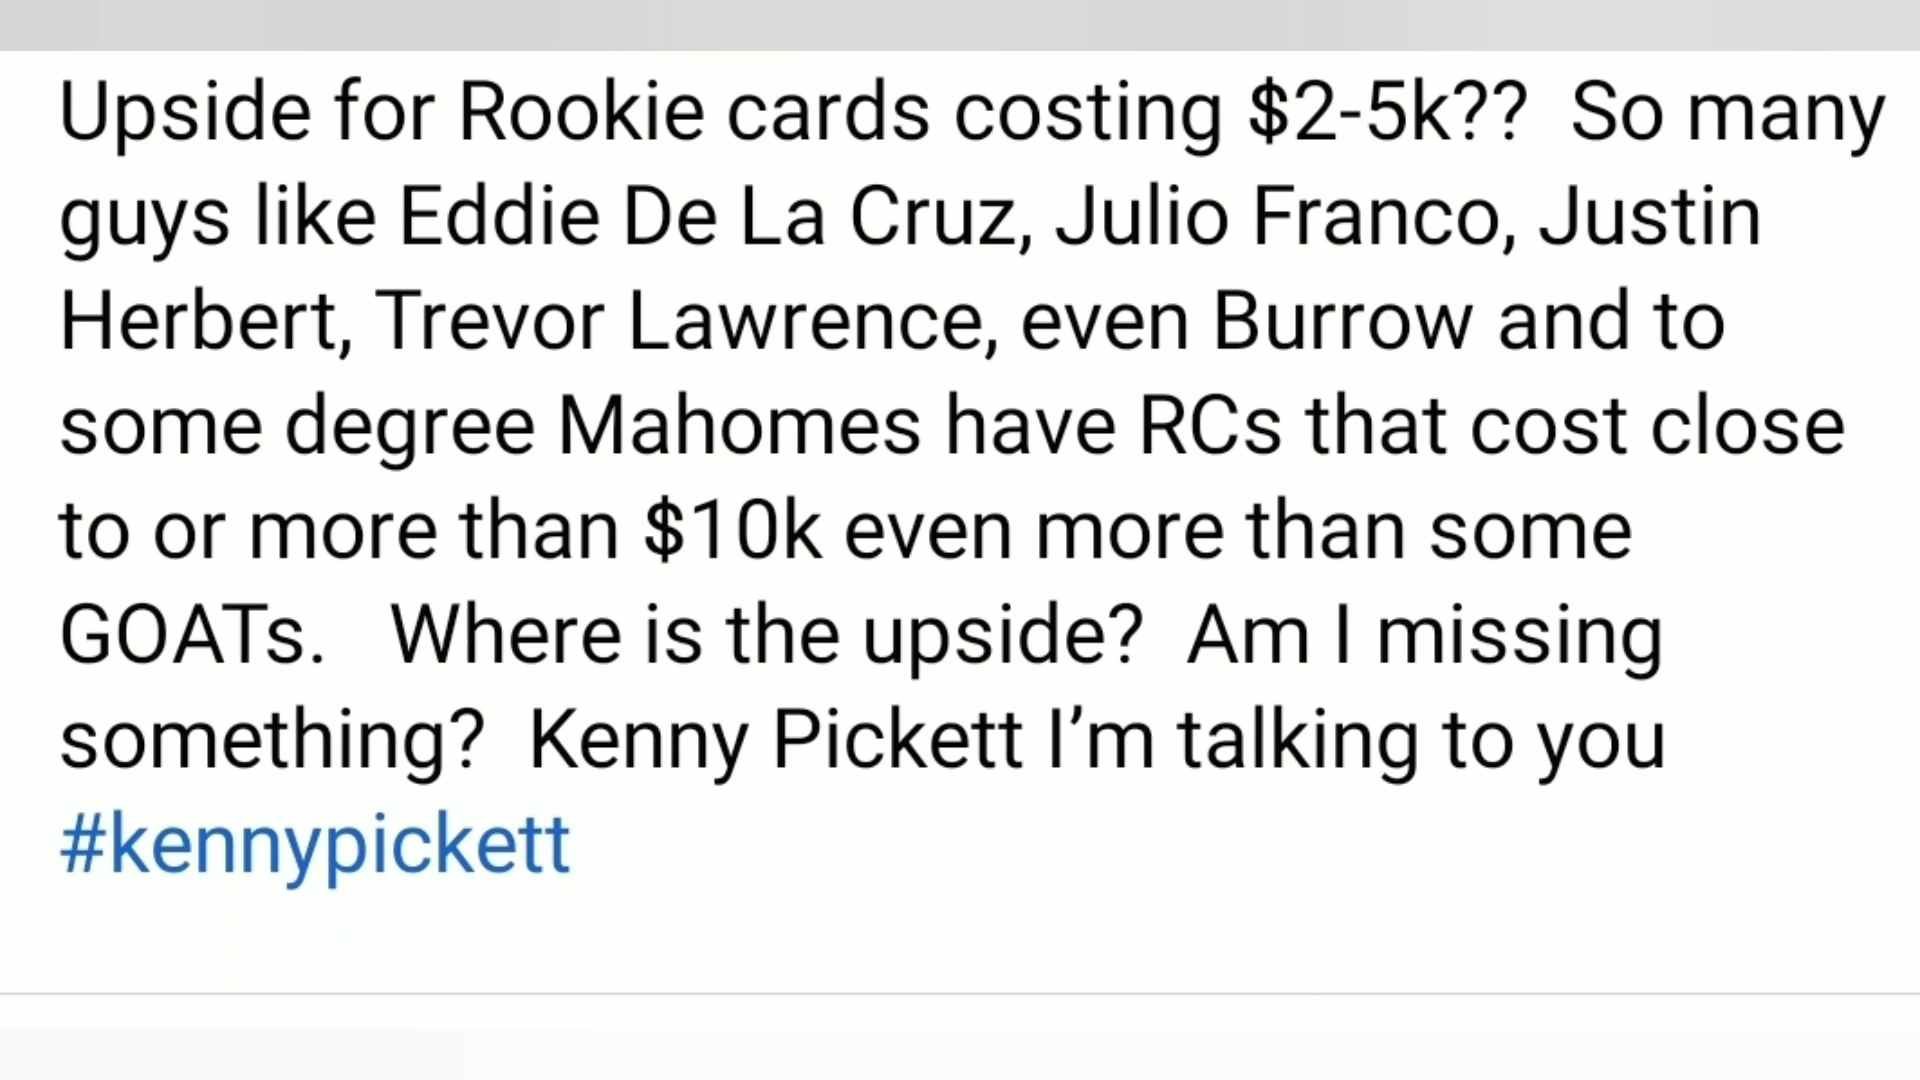 Upside for Rookie cards costing $2-5k??  So many
guys like Eddie De La Cruz, Julio Franco, Justin
Herbert, Trevor Lawrence, even Burrow and to
some degree Mahomes have RCs that cost close
to or more than $10k even more than some
GOATs.   Where is the upside?  Am I missing
something?  Kenny Pickett I’m talking to you
#kennypickett